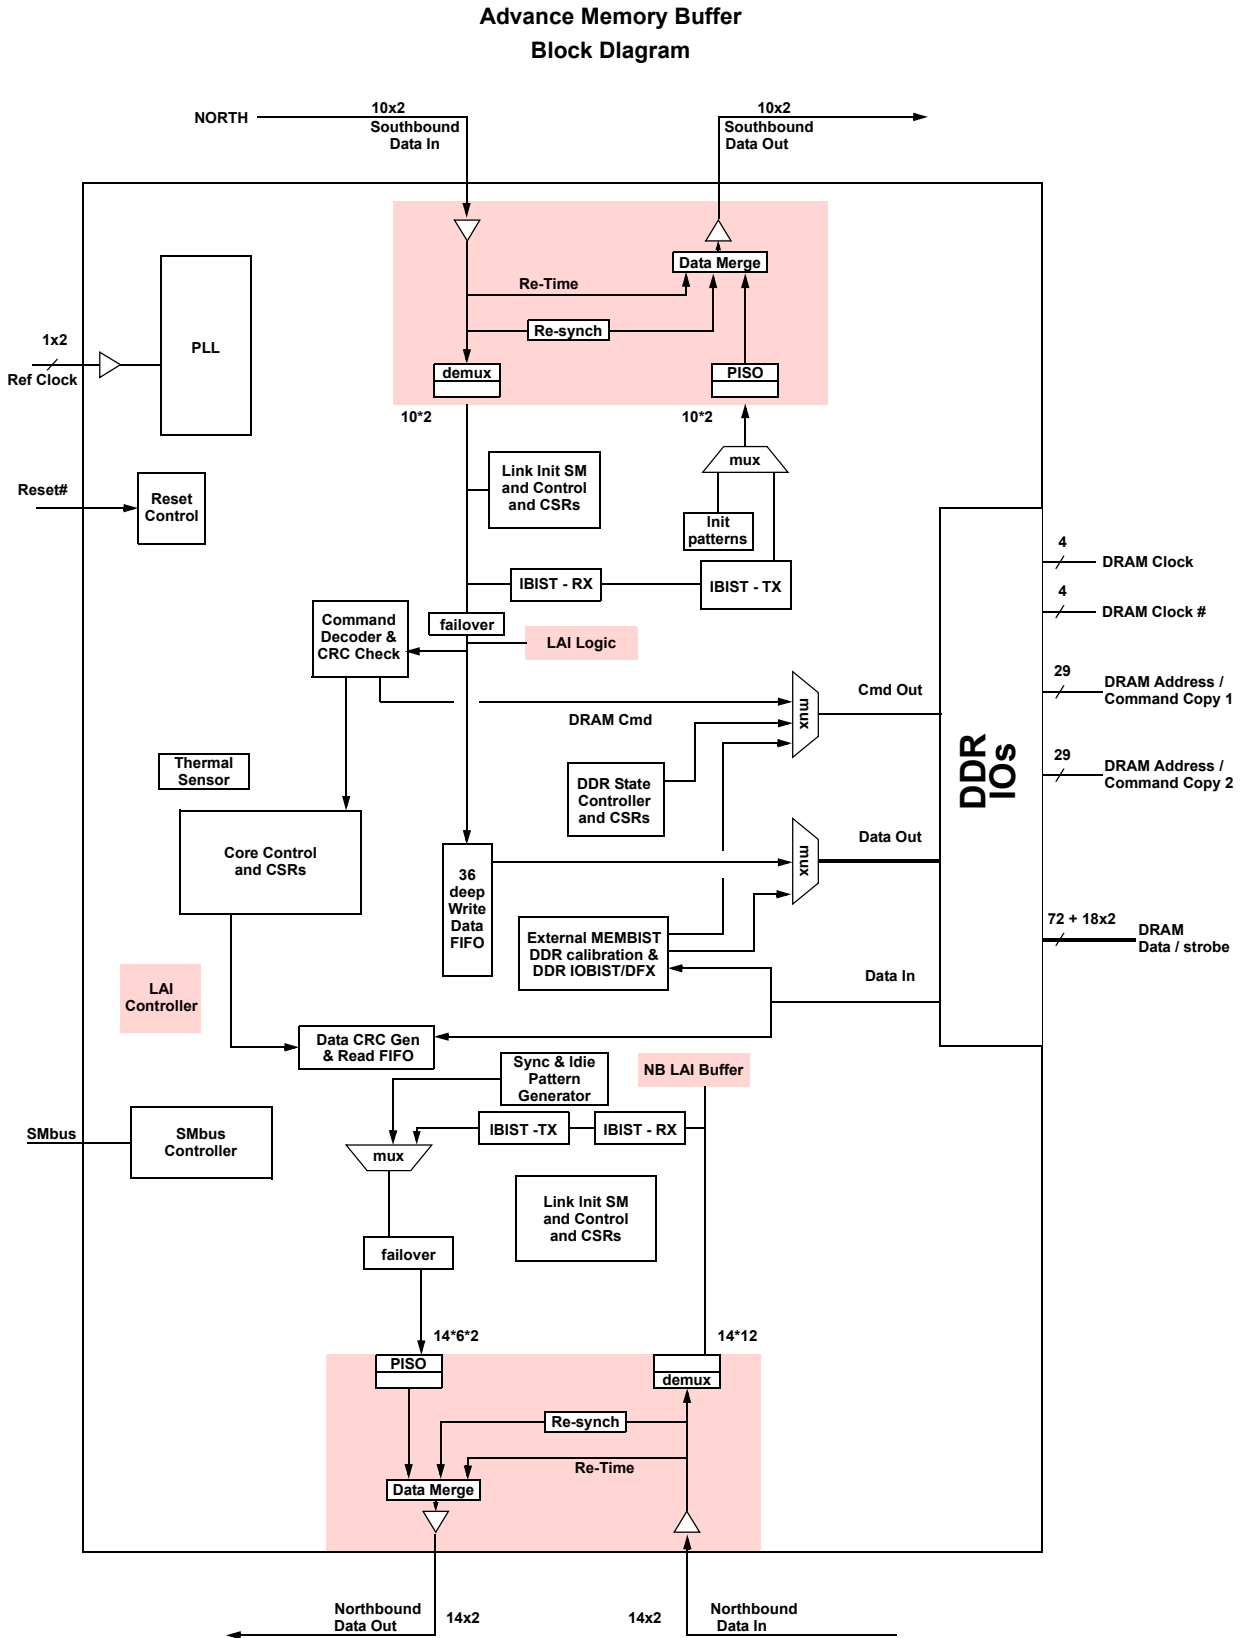 Advance Memory Buffer
Block DIagram
NORTH
10x2
Southbound
Data In
10x2
Southbound
Data Out
Data Merge
Re-Time
Re-synch
1x2
Ref Clock
PLL
demux
PISO
10*2
10*2
mux
Link Init SM
and Control
and CSRs
Reset#
Reset
Control
Init
patterns
IBIST - RX
IBIST - TX
4
DRAM Clock
4
DRAM Clock #
Command
Decoder &
CRC Check
failover
LAI Logic
29
DRAM Address /
Command Copy 1
Cmd Out
mux
DRAM Cmd
DDR
IOs
Thermal
Sensor
DDR State
Controller
and CSRs
29
DRAM Address /
Command Copy 2
Core Control
and CSRs
36
deep
Write
Data
FIFO
mux
Data Out
72 + 18x2
DRAM
Data / strobe
External MEMBIST
DDR calibration &
DDR IOBIST/DFX
Data In
LAI
Controller
Data CRC Gen
& Read FIFO
Sync & Idie
Pattern
Generator
NB LAI Buffer
SMbus
SMbus
Controller
IBIST -TX
IBIST - RX
mux
Link Init SM
and Control
and CSRs
failover
14*6*2
14*12
PISO
demux
Re-synch
Re-Time
Data Merge
Northbound
Data Out
14x2
14x2
Northbound
Data In